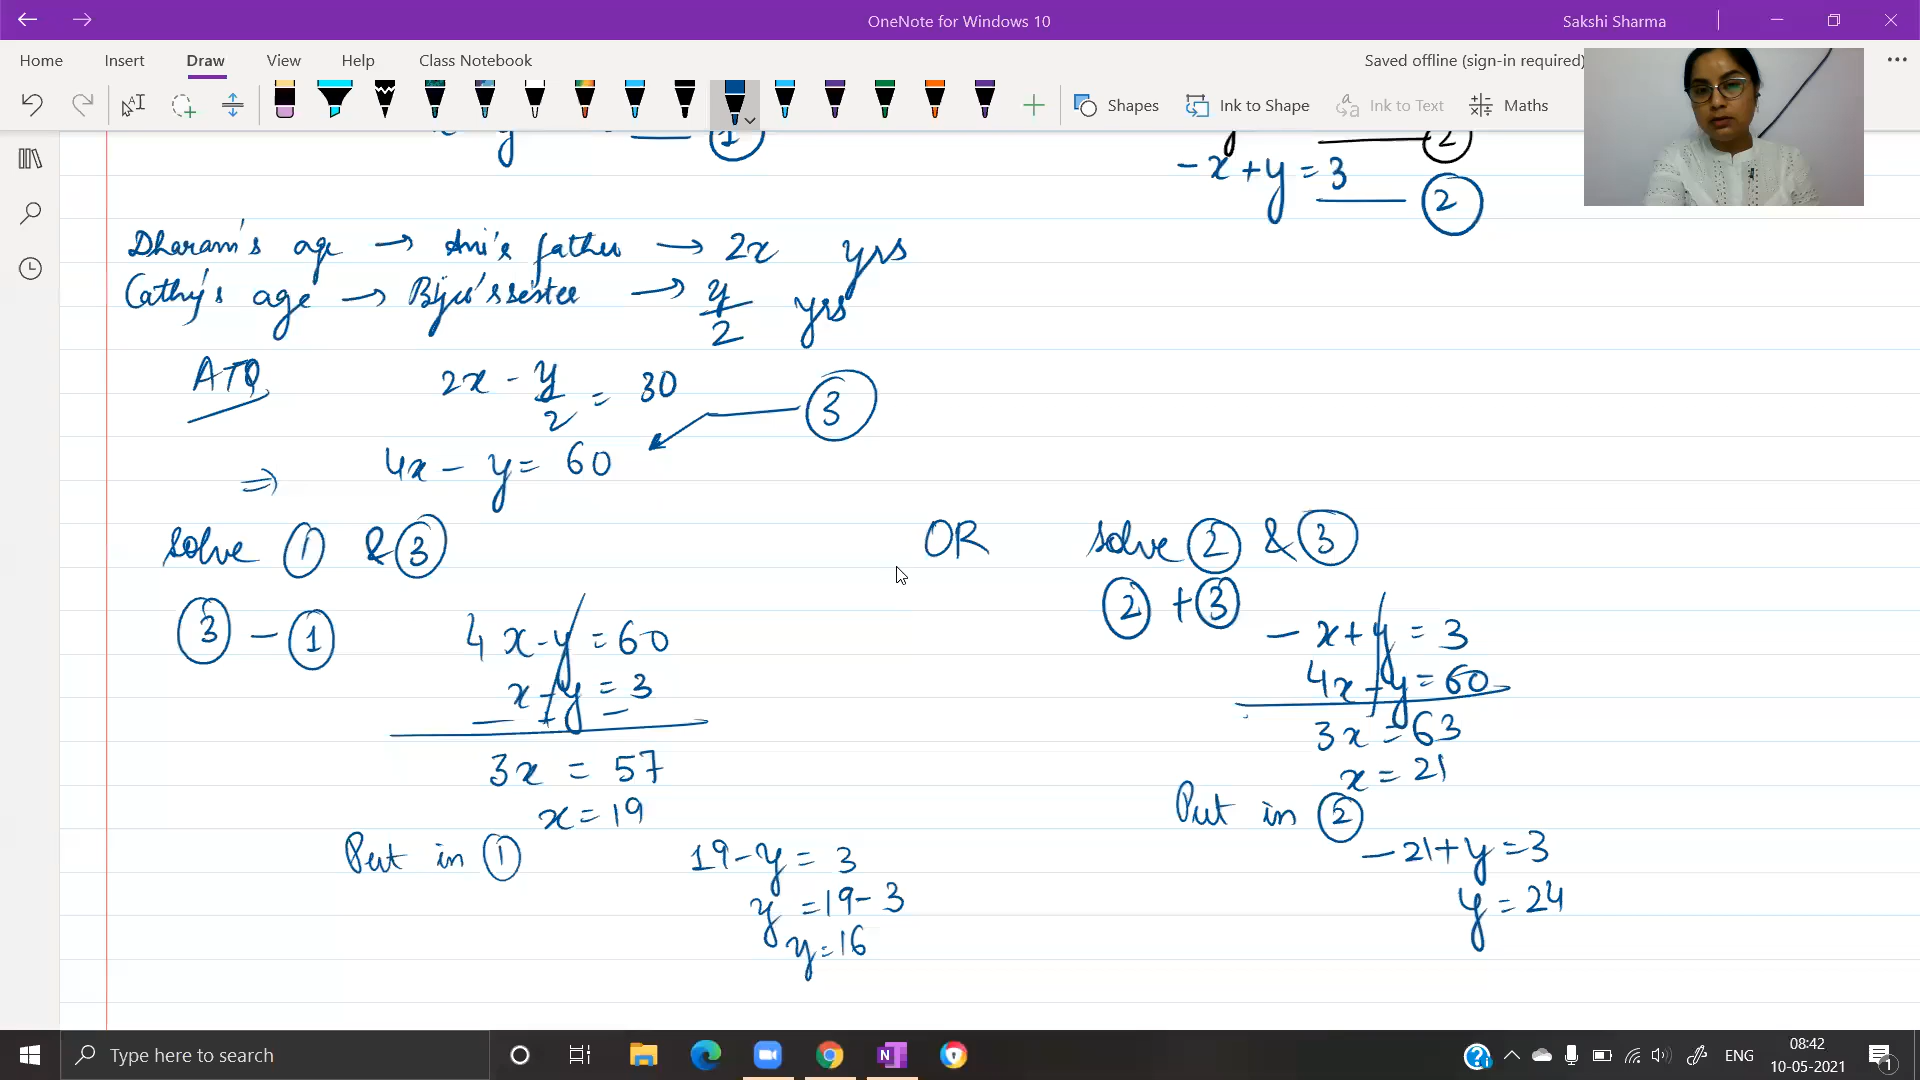 OneNote for Windows 10
Sakshi Sharma
Home Insert Draw View Help Class Notebook
Saved offline (sign-in required)
Shapes Ink to Shape Ink to Text Maths
y ① 
②
-x+y=3 ②
Dharam's age → Ani's father → 2x yrs
Cathy's age → Biju's sister → y/2 yrs
ATQ 2x - y/2 = 30 ③
⇒ 4x - y = 60
solve ① & ③ OR solve ② & ③
③ - ① ② + ③
4x-y=60
x-y=3
- + -
3x = 57
x=19
Put in ① 19-y=3
y=19-3
y=16
-x+y=3
4x-y=60
3x=63
x=21
Put in ②
-21+y=3
y=24
Type here to search
ENG
08:42
10-05-2021
1